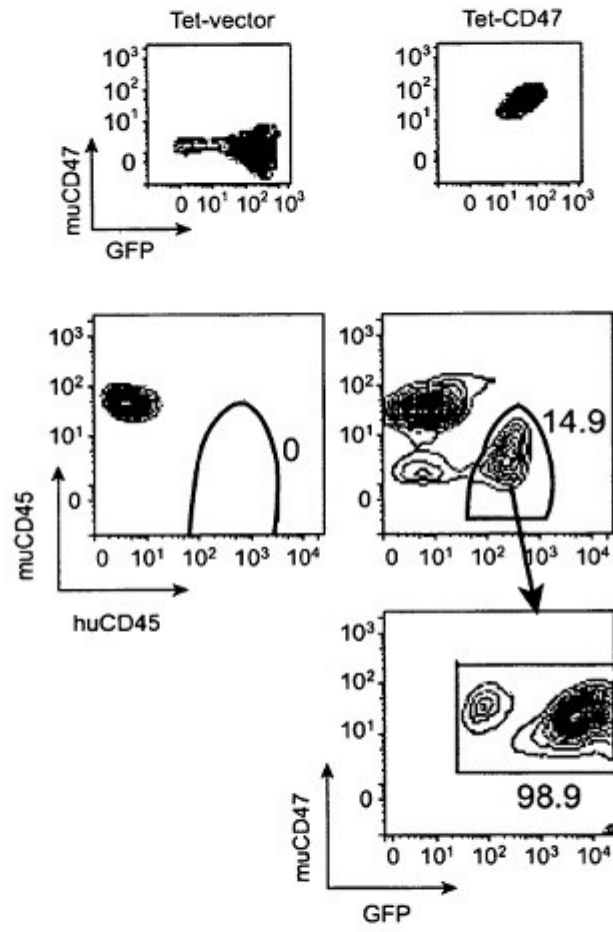 Tet-vector Tet-CD47
10³ 10³
10² 10²
10¹ 10¹
0 0
muCD47
0 10¹ 10² 10³ 0 10¹ 10² 10³
GFP
10³ 10³
10² 10²
14.9
10¹ 0 10¹
0 0
muCD45
0 10¹ 10² 10³ 10⁴ 0 10¹ 10² 10³ 10⁴
huCD45
10³
10²
10¹
98.9
0
muCD47
0 10¹ 10² 10³ 10⁴
GFP